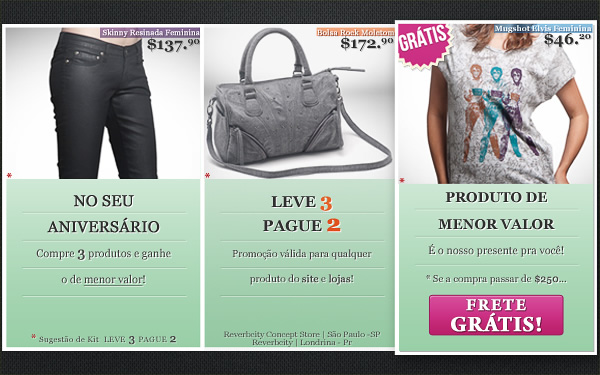 Skinny Resinada Feminina
$137.90
NO SEU
ANIVERSÁRIO
Compre 3 produtos e ganhe
o de menor valor!
* Sugestão de Kit LEVE 3 PAGUE 2
Bolsa Rock Moletom
$172.90
LEVE 3
PAGUE 2
Promoção válida para qualquer
produto do site e lojas!
Reverbcity Concept Store | São Paulo -SP
Reverbcity | Londrina - Pr
GRÁTIS
Mugshot Elvis Feminina
$46.20
PRODUTO DE
MENOR VALOR
É o nosso presente pra você!
* Se a compra passar de $250...
FRETE
GRÁTIS!